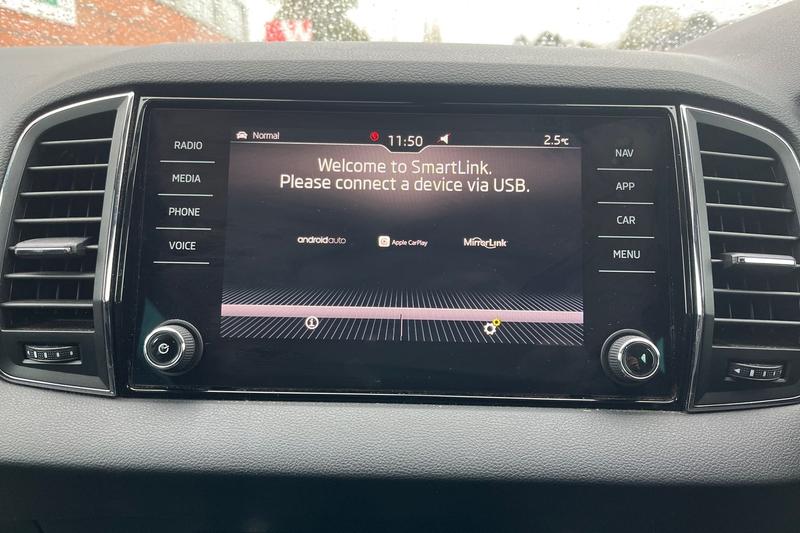 Normal
11:50
2.5°C
RADIO
MEDIA
PHONE
VOICE
Welcome to SmartLink.
Please connect a device via USB.
androidauto
Apple CarPlay
MirrorLink
NAV
APP
CAR
MENU